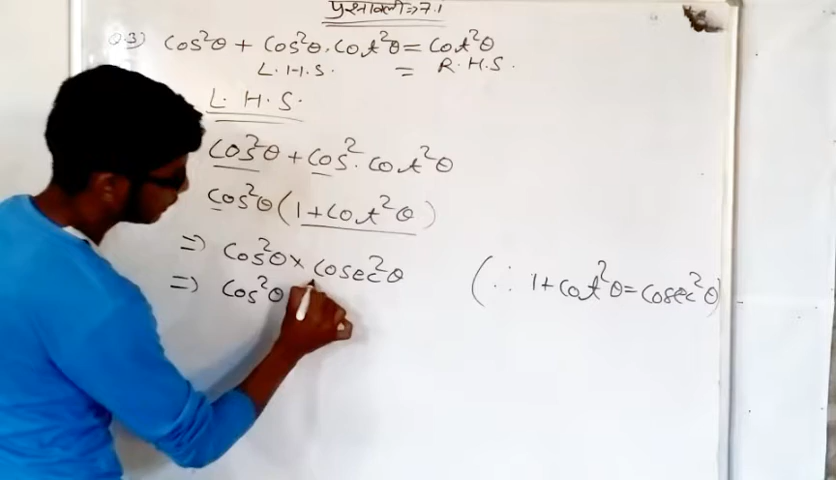 प्रश्नावली⇒7.1
Q.3) Cos²θ + Cos²θ.Cot²θ = Cot²θ
L.H.S. = R.H.S.
L.H.S.
Cos²θ + Cos².Cot²θ
Cos²θ(1+Cot²θ)
⇒ Cos²θ × Cosec²θ (∴ 1+Cot²θ=Cosec²θ)
⇒ Cos²θ